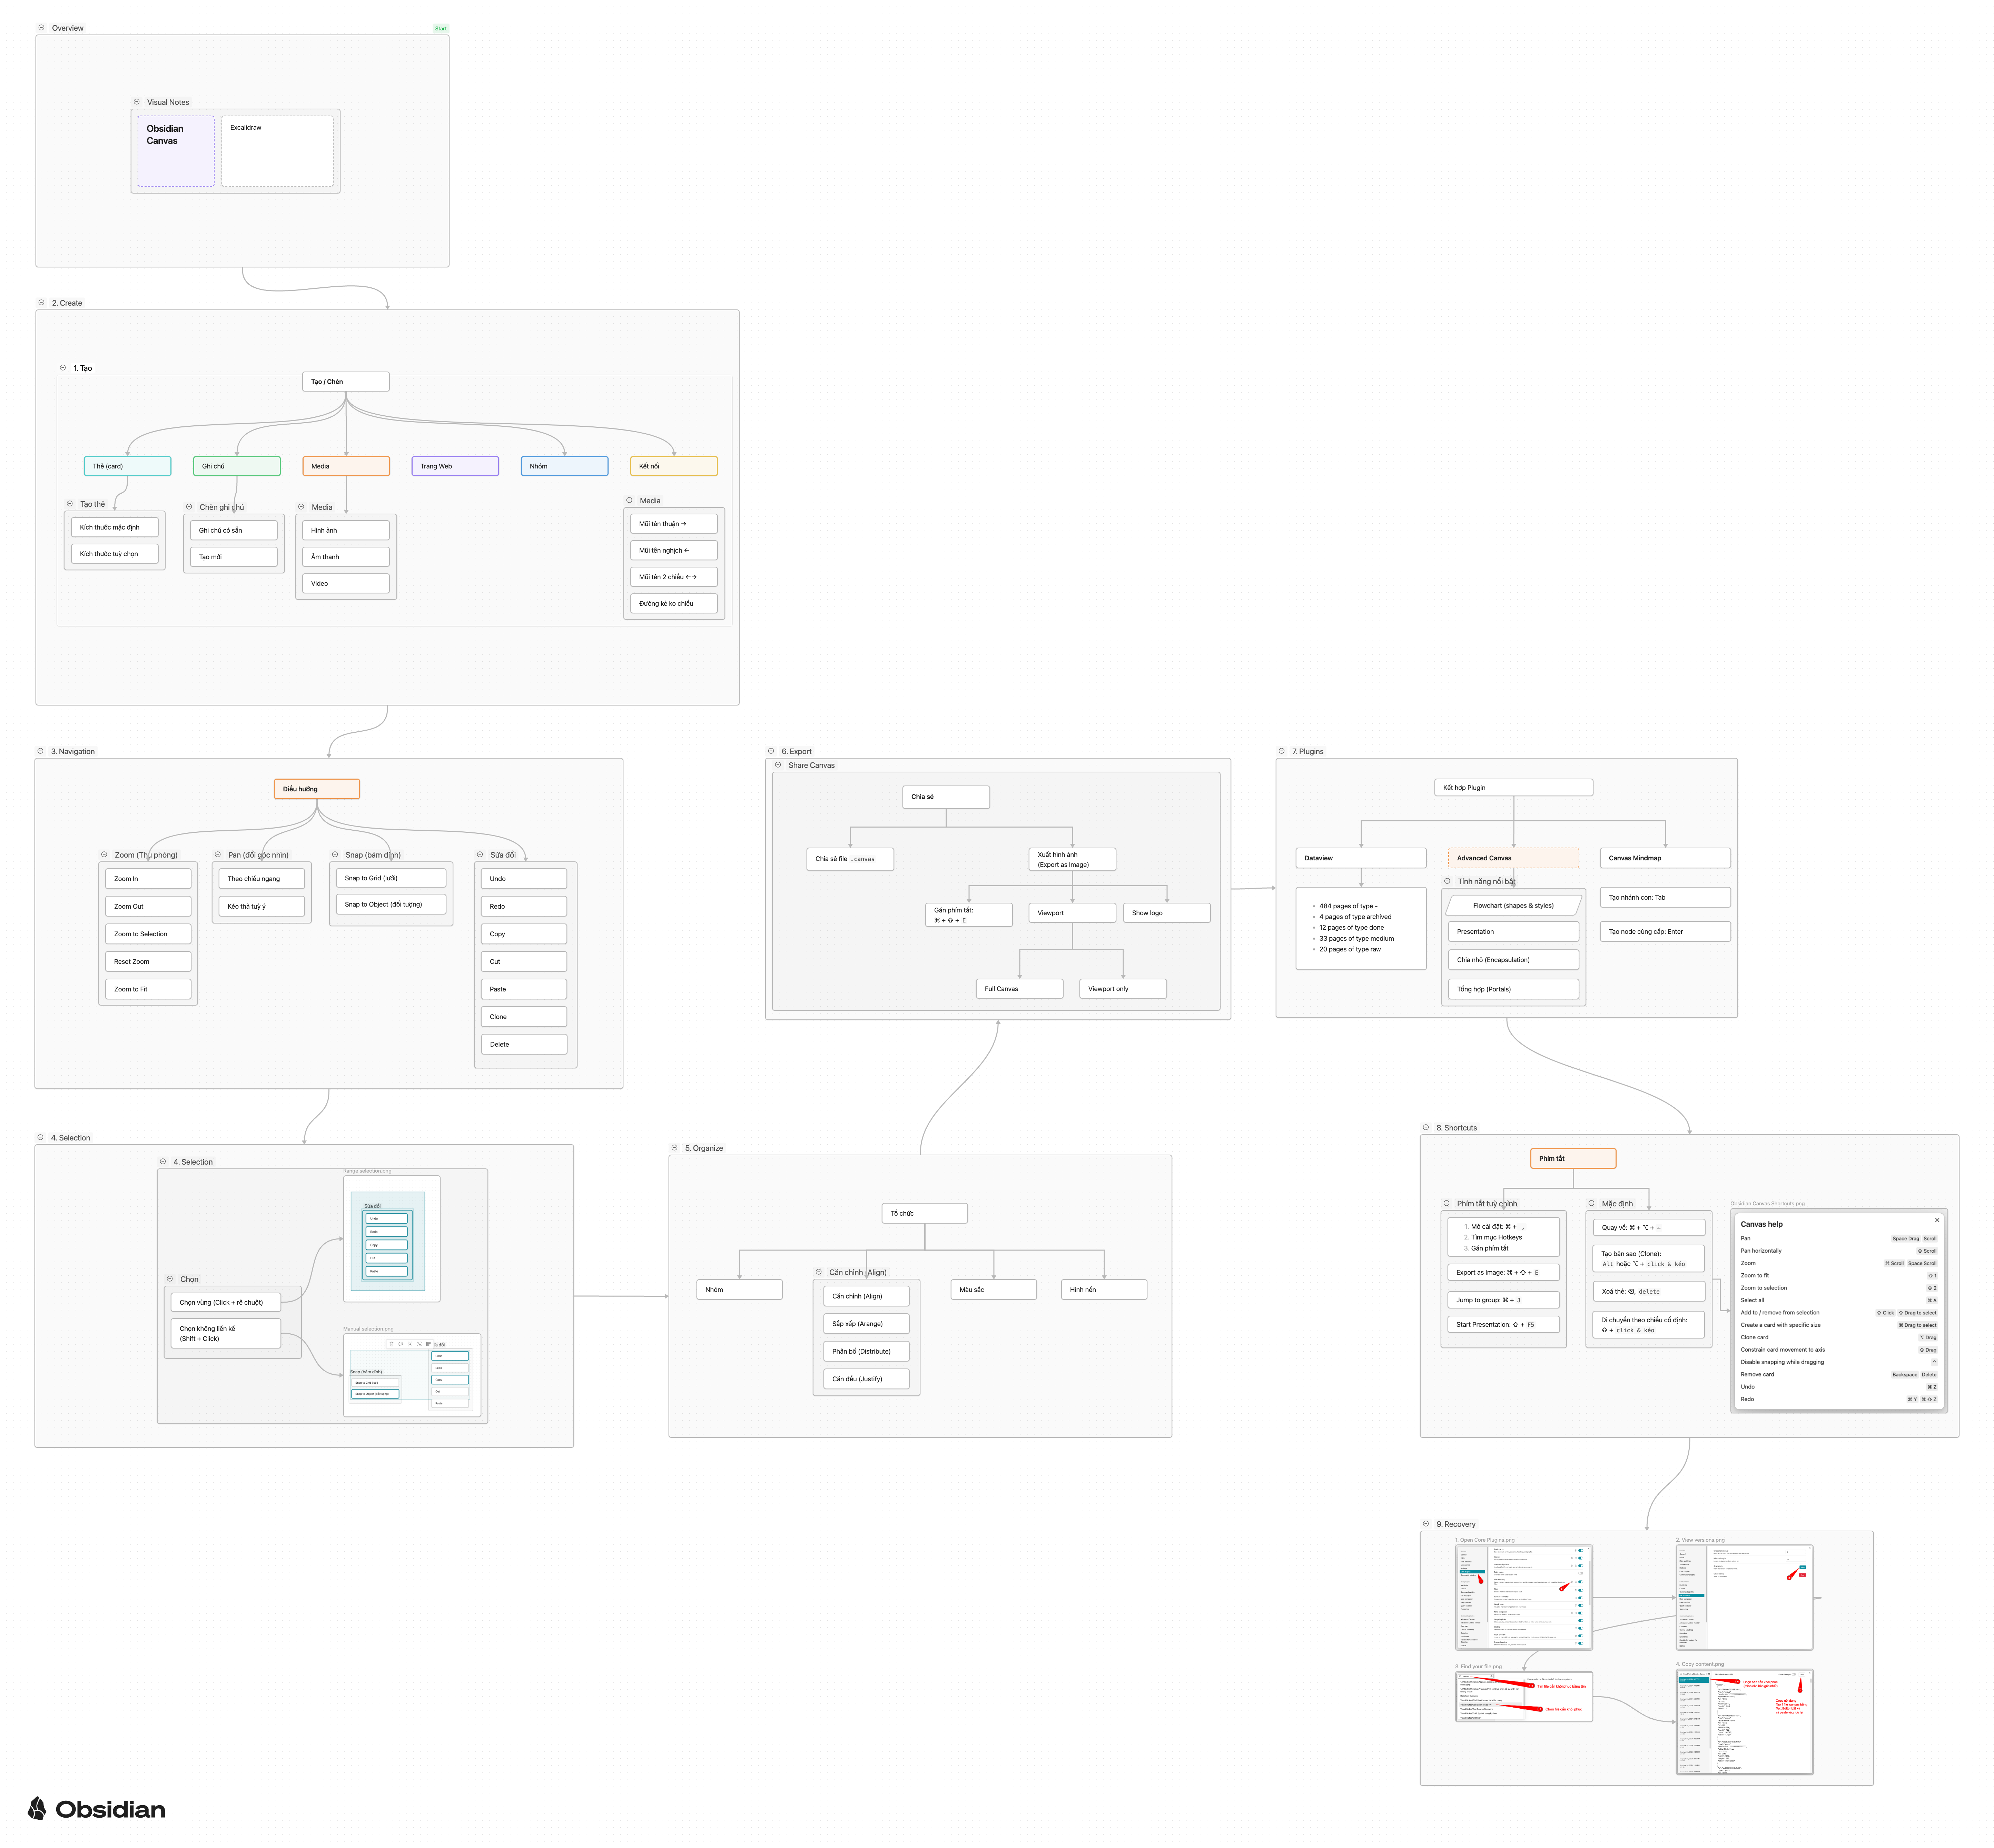 Overview
Start
Visual Notes
Obsidian
Canvas
Excalidraw
2. Create
1. Tạo
Tạo / Chèn
Thẻ (card)
Ghi chú
Media
Trang Web
Nhóm
Kết nối
Tạo thẻ
Kích thước mặc định
Kích thước tuỳ chọn
Chèn ghi chú
Ghi chú có sẵn
Tạo mới
Media
Hình ảnh
Âm thanh
Video
Media
Mũi tên thuận →
Mũi tên nghịch ←
Mũi tên 2 chiều ←→
Đường kẻ ko chiều
3. Navigation
Điều hướng
Zoom (Thu phóng)
Zoom In
Zoom Out
Zoom to Selection
Reset Zoom
Zoom to Fit
Pan (đổi góc nhìn)
Theo chiều ngang
Kéo thả tuỳ ý
Snap (bám dính)
Snap to Grid (lưới)
Snap to Object (đối tượng)
Sửa đổi
Undo
Redo
Copy
Cut
Paste
Clone
Delete
4. Selection
4. Selection
Chọn
Chọn vùng (Click + rê chuột)
Chọn không liền kề
(Shift + Click)
Range selection.png
Sửa đổi
Undo
Redo
Copy
Cut
Paste
Manual selection.png
Sửa đổi
Undo
Redo
Copy
Cut
Paste
Snap (bám dính)
Snap to Grid (lưới)
Snap to Object (đối tượng)
5. Organize
Tổ chức
Nhóm
Căn chỉnh (Align)
Căn chỉnh (Align)
Sắp xếp (Arange)
Phân bố (Distribute)
Căn đều (Justify)
Màu sắc
Hình nền
6. Export
Share Canvas
Chia sẻ
Chia sẻ file .canvas
Xuất hình ảnh
(Export as Image)
Gán phím tắt:
⌘ + ⇧ + E
Viewport
Show logo
Full Canvas
Viewport only
7. Plugins
Kết hợp Plugin
Dataview
484 pages of type -
4 pages of type archived
12 pages of type done
33 pages of type medium
20 pages of type raw
Advanced Canvas
Tính năng nổi bật
Flowchart (shapes & styles)
Presentation
Chia nhỏ (Encapsulation)
Tổng hợp (Portals)
Canvas Mindmap
Tạo nhánh con: Tab
Tạo node cùng cấp: Enter
8. Shortcuts
Phím tắt
Phím tắt tuỳ chỉnh
1. Mở cài đặt: ⌘ + ,
2. Tìm mục Hotkeys
3. Gán phím tắt
Export as Image: ⌘ + ⇧ + E
Jump to group: ⌘ + J
Start Presentation: ⇧ + F5
Mặc định
Quay về: ⌘ + ⌥ + ←
Tạo bản sao (Clone):
Alt hoặc ⌥ + click & kéo
Xoá thẻ: ⌫, delete
Di chuyển theo chiều cố định:
⇧ + click & kéo
Obsidian Canvas Shortcuts.png
Canvas help
Pan Space Drag Scroll
Pan horizontally ⇧ Scroll
Zoom ⌘ Scroll Space Scroll
Zoom to fit ⇧ 1
Zoom to selection ⇧ 2
Select all ⌘ A
Add to / remove from selection ⇧ Click ⇧ Drag to select
Create a card with specific size ⌘ Drag to select
Clone card ⌥ Drag
Constrain card movement to axis ⇧ Drag
Disable snapping while dragging ^
Remove card Backspace Delete
Undo ⌘ Z
Redo ⌘ Y ⌘ ⇧ Z
9. Recovery
1. Open Core Plugins.png
2. View versions.png
3. Find your file.png
Tìm file cần khôi phục bằng tên
Chọn file cần khôi phục
4. Copy content.png
Obsidian